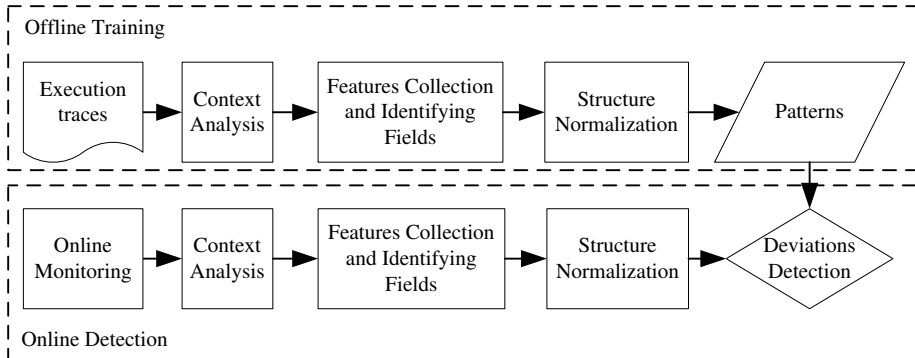 Offline Training
Execution
traces
Context
Analysis
Features Collection
and Identifying
Fields
Structure
Normalization
Patterns
Online
Monitoring
Context
Analysis
Features Collection
and Identifying
Fields
Structure
Normalization
Deviations
Detection
Online Detection